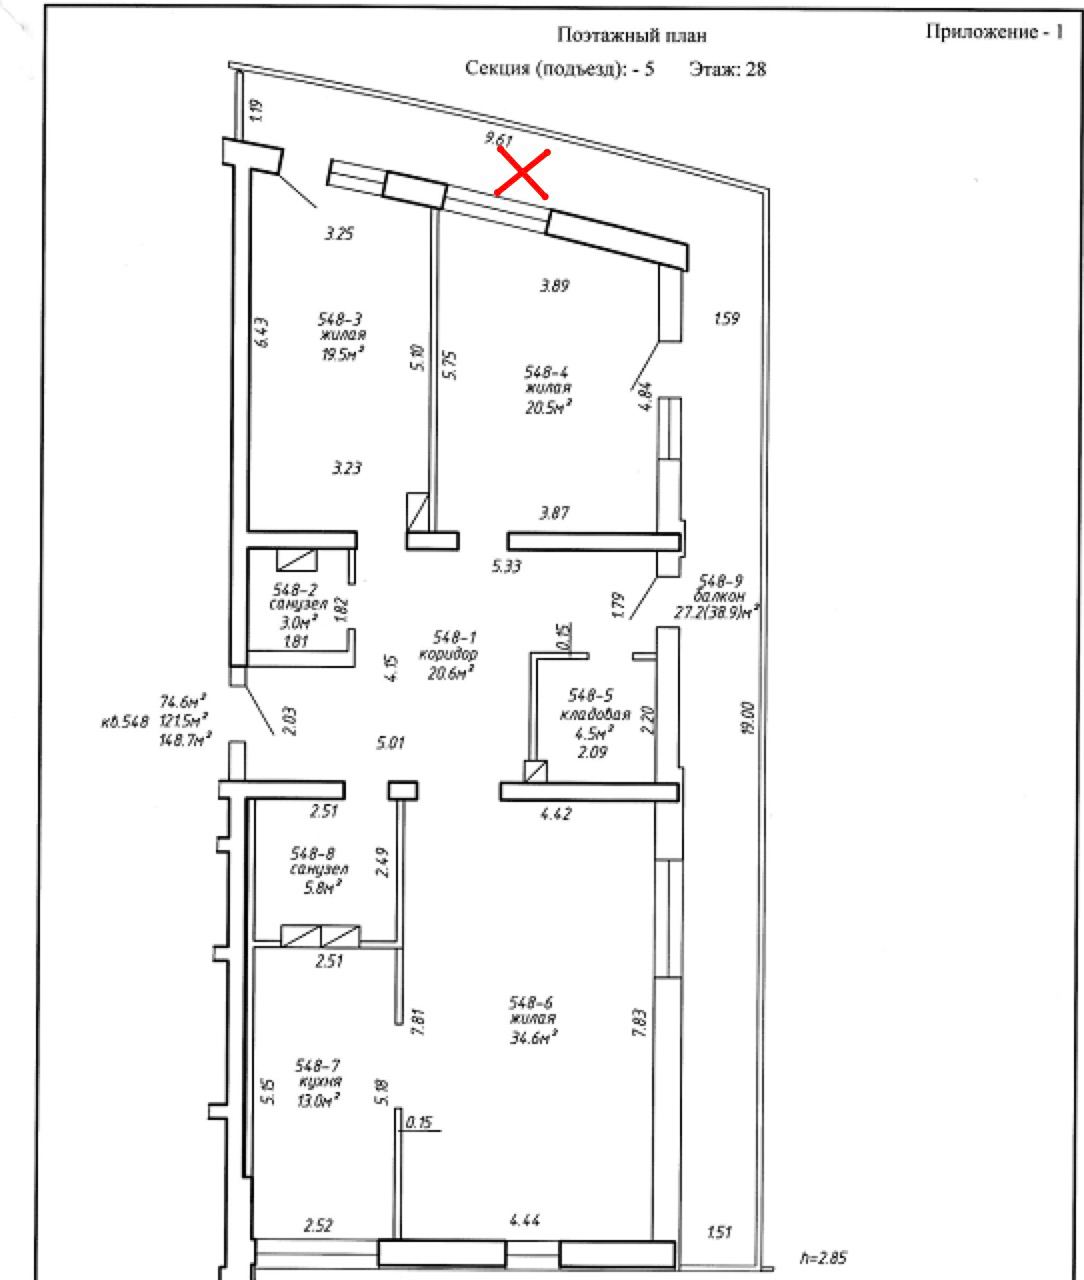 Поэтажный план
Приложение - 1
Секция (подъезд): - 5 Этаж: 28
1.19
9.61
3.25
3.89
1.59
6.43
548-3
жилая
19.5м²
5.10
5.75
548-4
жилая
20.5м²
4.84
3.23
3.87
5.33
548-2
санузел
3.0м²
1.81
1.82
1.79
548-9
балкон
27.2(38.9)м²
0.15
548-1
коридор
20.6м²
4.15
548-5
кладовая
4.5м²
2.09
2.20
74.6м²
кв.548 121.5м²
148.7м²
2.03
5.01
19.00
2.51
4.42
548-8
санузел
5.8м²
2.49
2.51
548-6
жилая
34.6м²
7.81
7.83
548-7
кухня
13.0м²
5.15
5.18
0.15
2.52
4.44
1.51
h=2.85